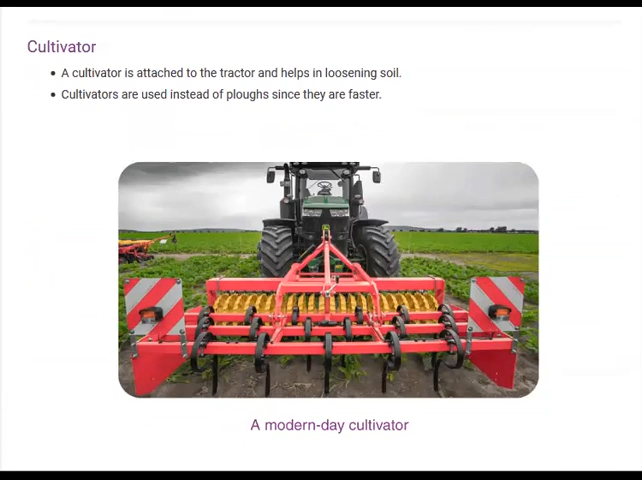 Cultivator
• A cultivator is attached to the tractor and helps in loosening soil.
• Cultivators are used instead of ploughs since they are faster.
A modern-day cultivator